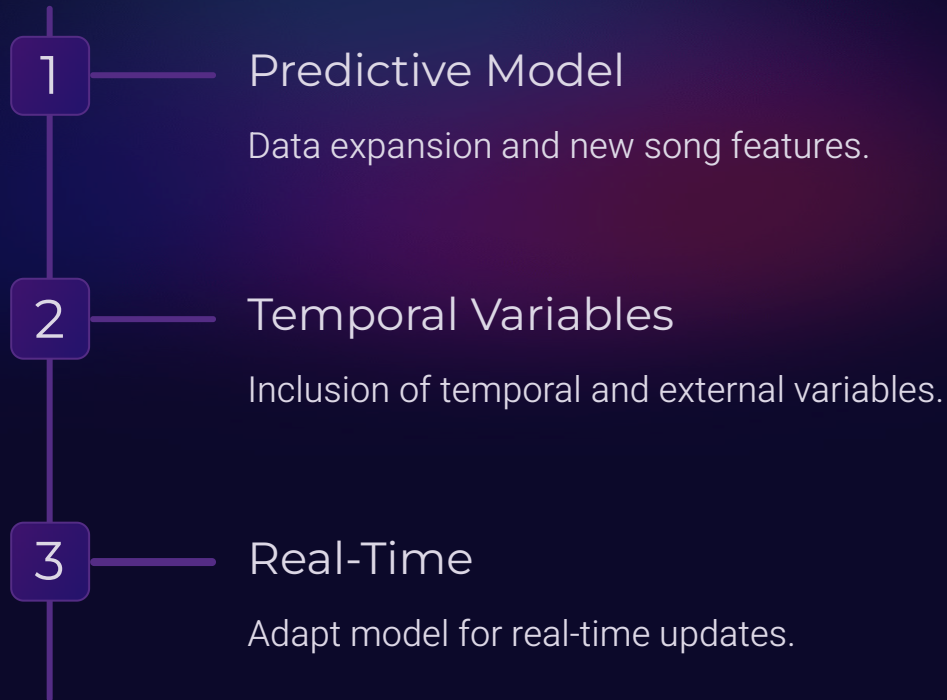 1
Predictive Model
Data expansion and new song features.
2
Temporal Variables
Inclusion of temporal and external variables.
3
Real-Time
Adapt model for real-time updates.